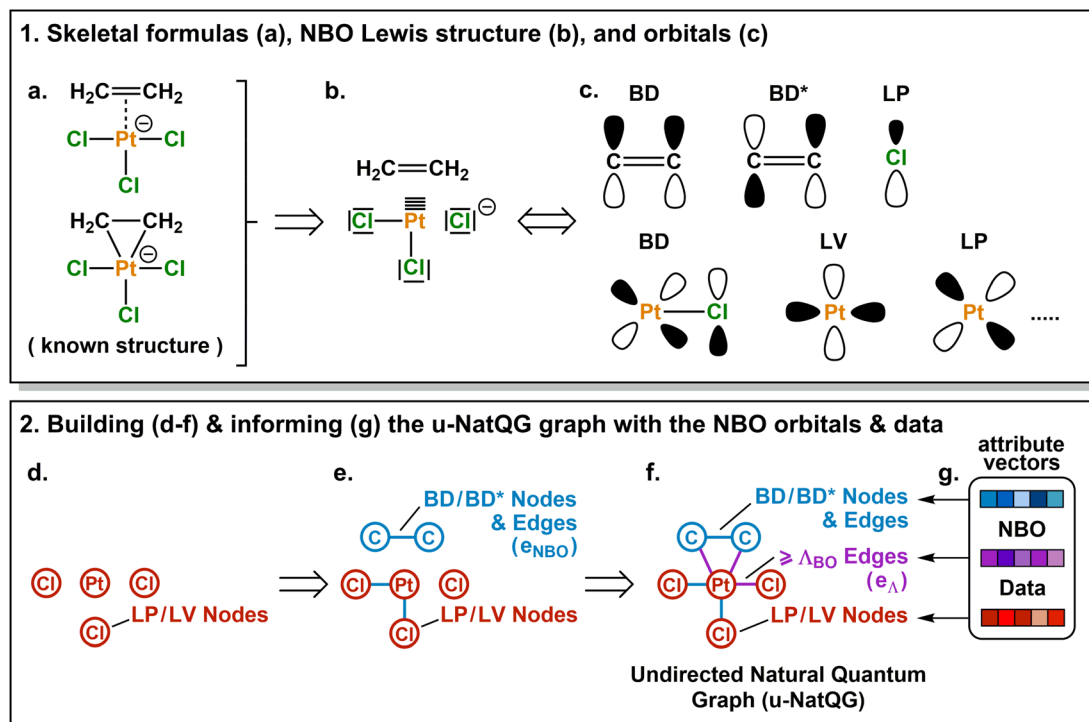 1. Skeletal formulas (a), NBO Lewis structure (b), and orbitals (c)
a.
H₂C=CH₂
Pt ⊖
Cl Cl
Cl
H₂C CH₂
Pt ⊖
Cl Cl
Cl
( known structure )
b.
H₂C=CH₂
Cl Pt Cl ⊖
Cl
c.
BD BD* LP
C C C C Cl
BD LV LP
Pt Cl Pt Pt .....
2. Building (d-f) & informing (g) the u-NatQG graph with the NBO orbitals & data
d.
Cl Pt Cl
Cl LP/LV Nodes
e.
BD/BD* Nodes
& Edges
(eNBO)
C C
Cl Pt Cl
Cl LP/LV Nodes
f.
BD/BD* Nodes
& Edges
C C
⩾ ΛBO Edges
(eΛ)
Cl Pt Cl
Cl LP/LV Nodes
Undirected Natural Quantum
Graph (u-NatQG)
g.
attribute
vectors
NBO
Data